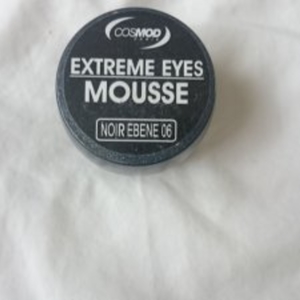 COSMOD
EXTREME EYES
MOUSSE
NOIR EBENE 06